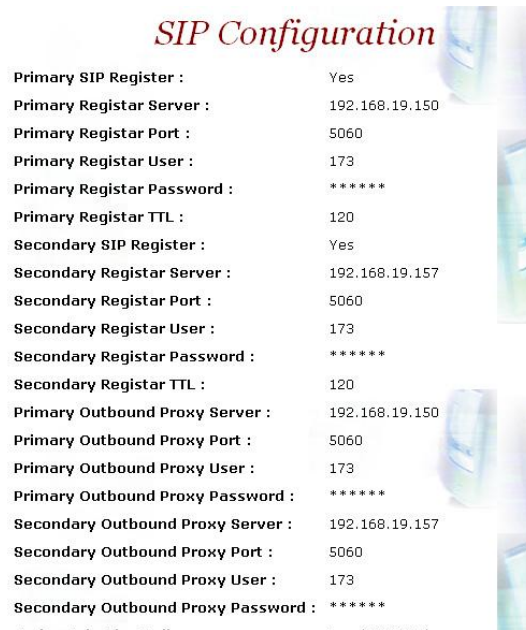 SIP Configuration
Primary SIP Register : Yes
Primary Registar Server : 192.168.19.150
Primary Registar Port : 5060
Primary Registar User : 173
Primary Registar Password : ******
Primary Registar TTL : 120
Secondary SIP Register : Yes
Secondary Registar Server : 192.168.19.157
Secondary Registar Port : 5060
Secondary Registar User : 173
Secondary Registar Password : ******
Secondary Registar TTL : 120
Primary Outbound Proxy Server : 192.168.19.150
Primary Outbound Proxy Port : 5060
Primary Outbound Proxy User : 173
Primary Outbound Proxy Password : ******
Secondary Outbound Proxy Server : 192.168.19.157
Secondary Outbound Proxy Port : 5060
Secondary Outbound Proxy User : 173
Secondary Outbound Proxy Password : ******